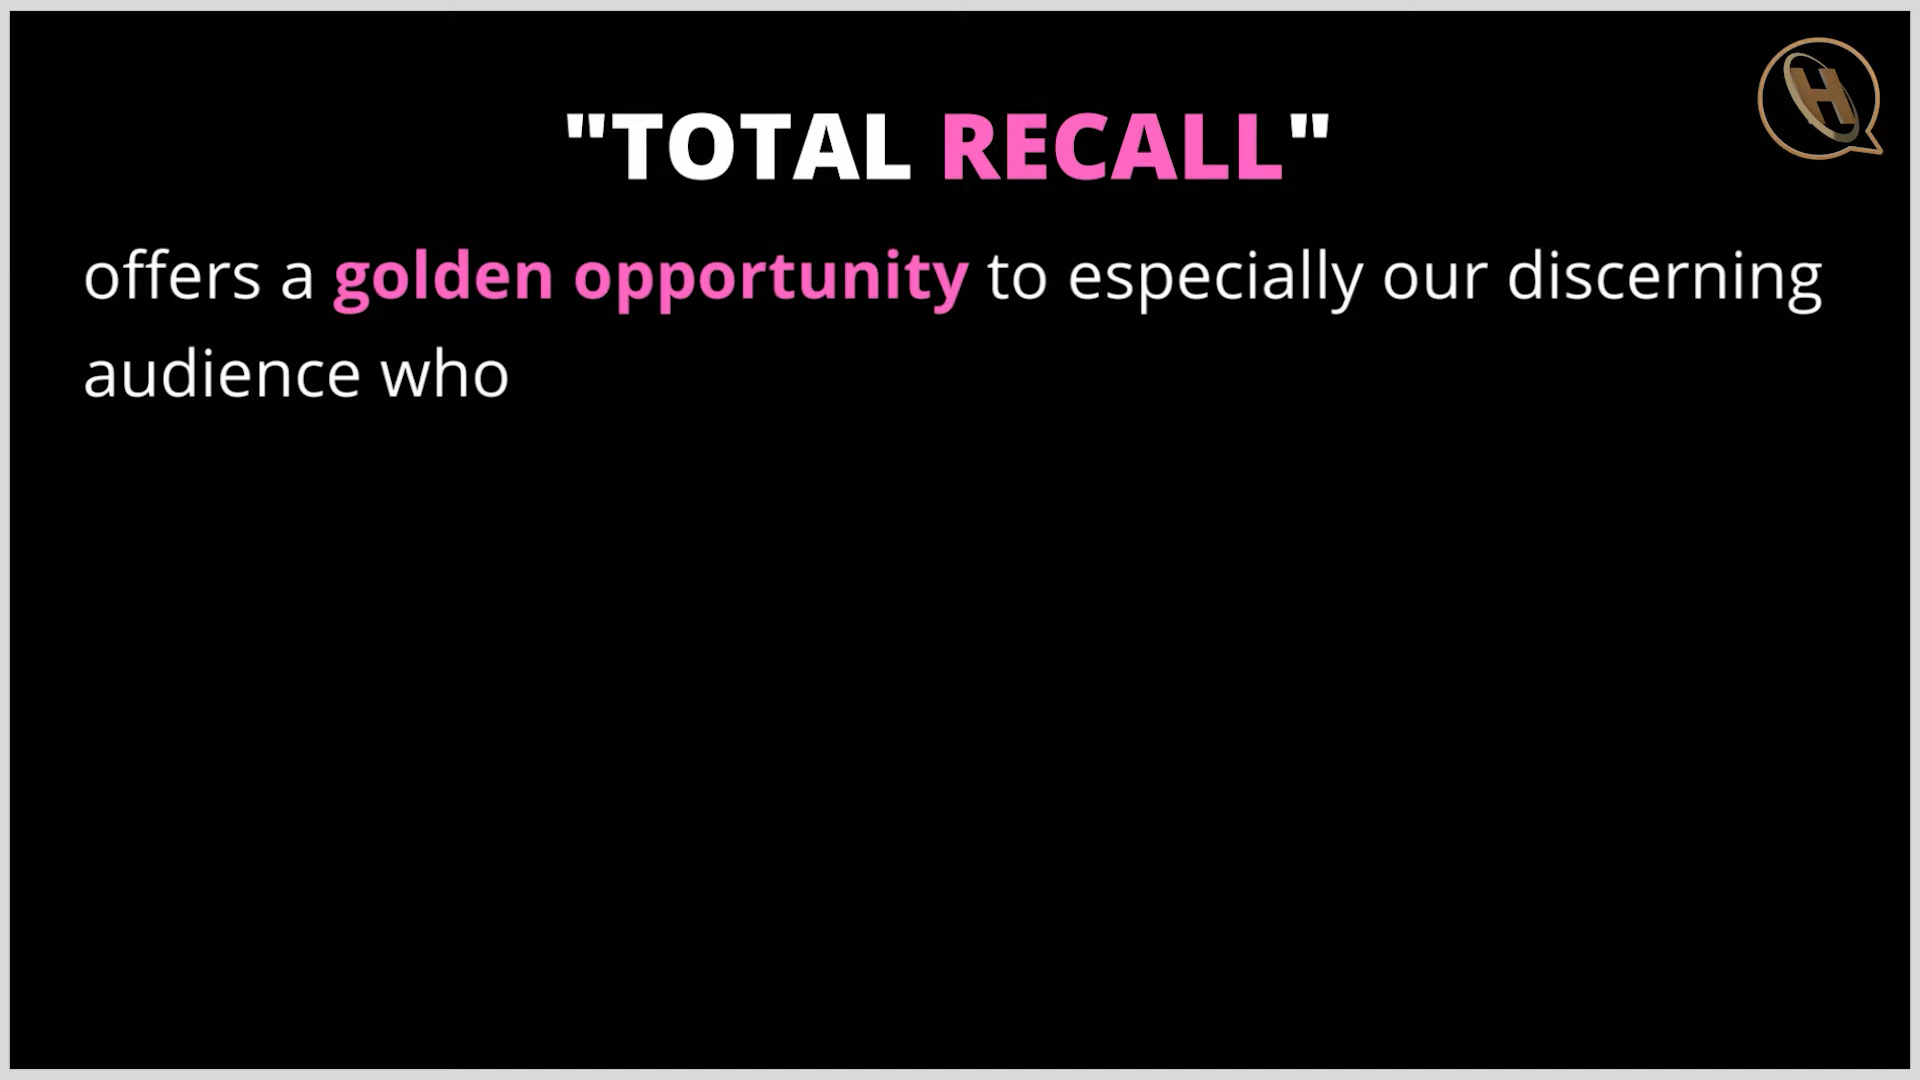 "TOTAL RECALL"
H
offers a golden opportunity to especially our discerning
audience who